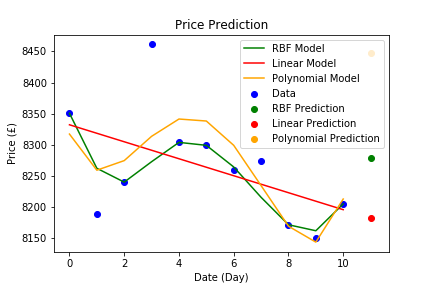 Price Prediction
8450
8400
8350
8300
8250
8200
8150
Price (£)
0
2
4
6
8
10
Date (Day)
RBF Model
Linear Model
Polynomial Model
Data
RBF Prediction
Linear Prediction
Polynomial Prediction